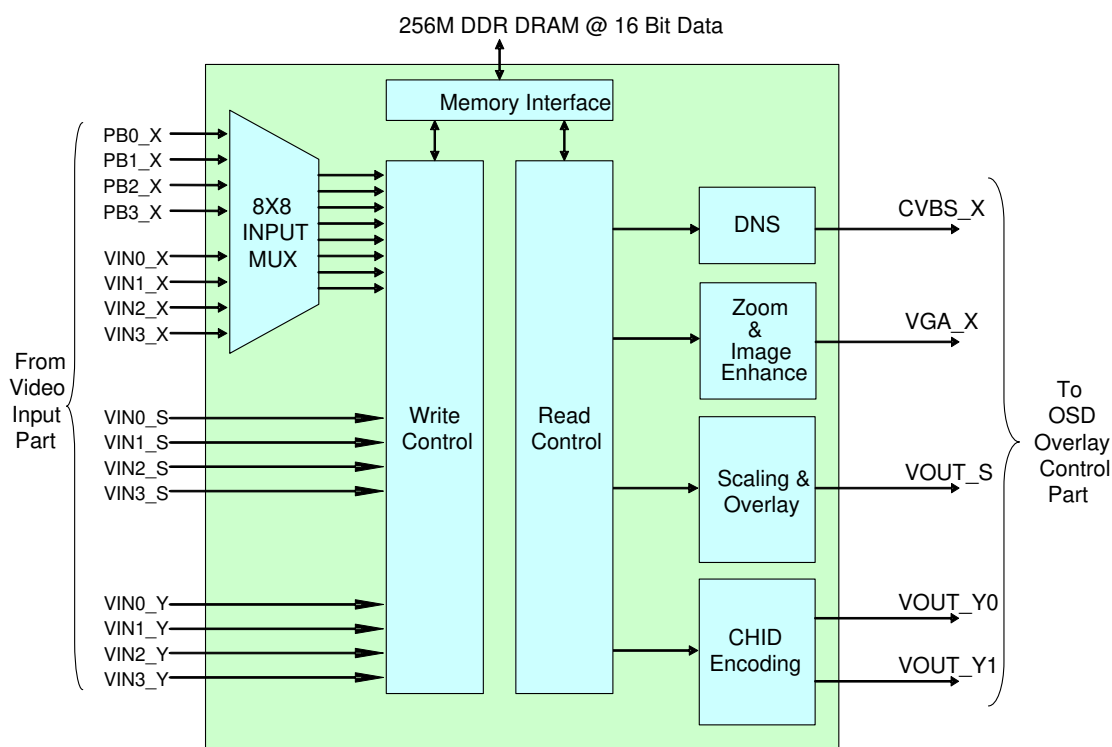 256M DDR DRAM @ 16 Bit Data
Memory Interface
PB0_X
PB1_X
PB2_X
PB3_X
VIN0_X
VIN1_X
VIN2_X
VIN3_X
8X8
INPUT
MUX
From
Video
Input
Part
VIN0_S
VIN1_S
VIN2_S
VIN3_S
VIN0_Y
VIN1_Y
VIN2_Y
VIN3_Y
Write
Control
Read
Control
DNS
Zoom
&
Image
Enhance
Scaling &
Overlay
CHID
Encoding
CVBS_X
VGA_X
VOUT_S
VOUT_Y0
VOUT_Y1
To
OSD
Overlay
Control
Part